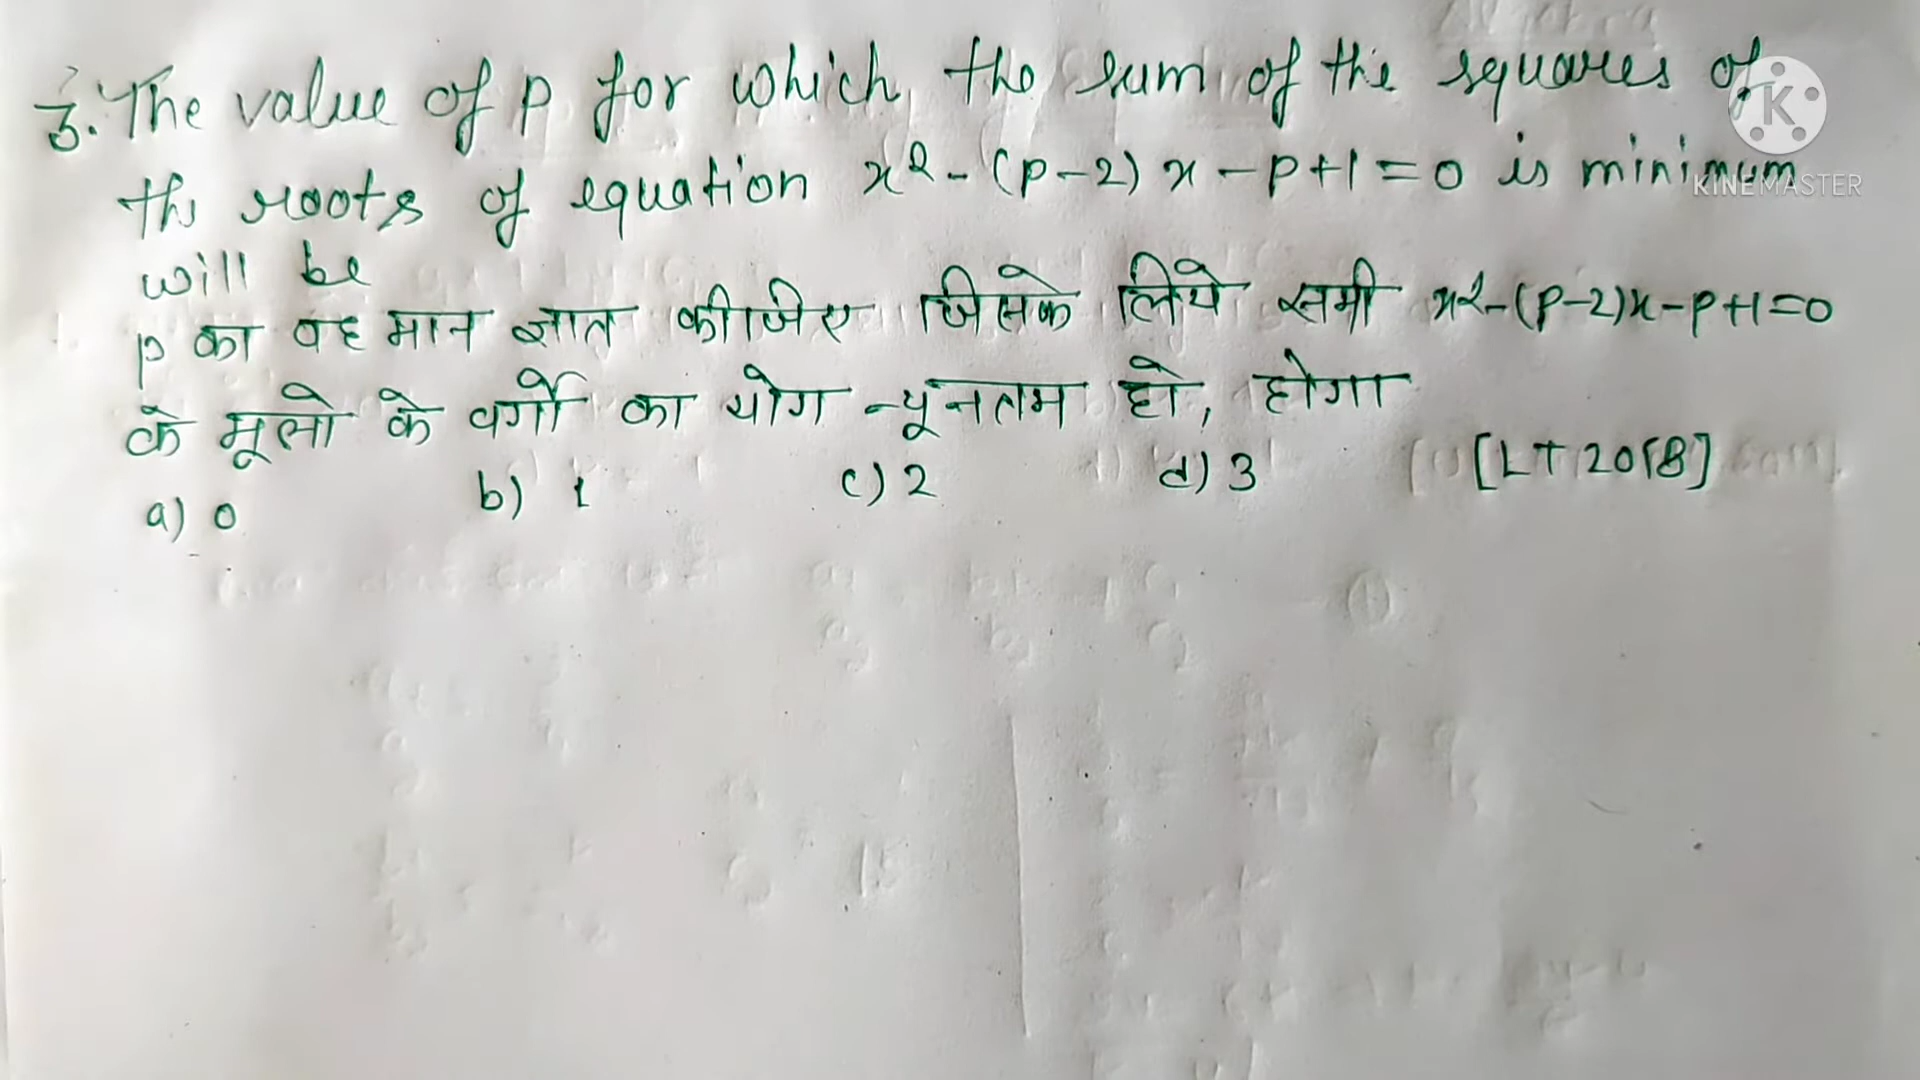 3. The value of p for which, the sum of the squares of
the roots of equation x² - (p-2) x - p+1 = 0 is minimum
will be
p का वह मान ज्ञात कीजिए जिसके लिये समी x²-(p-2)x-p+1=0
के मूलो के वर्गो का योग न्यूनतम हो, होगा
a) 0 b) 1 c) 2 d) 3 [LT 2018]
KINEMASTER